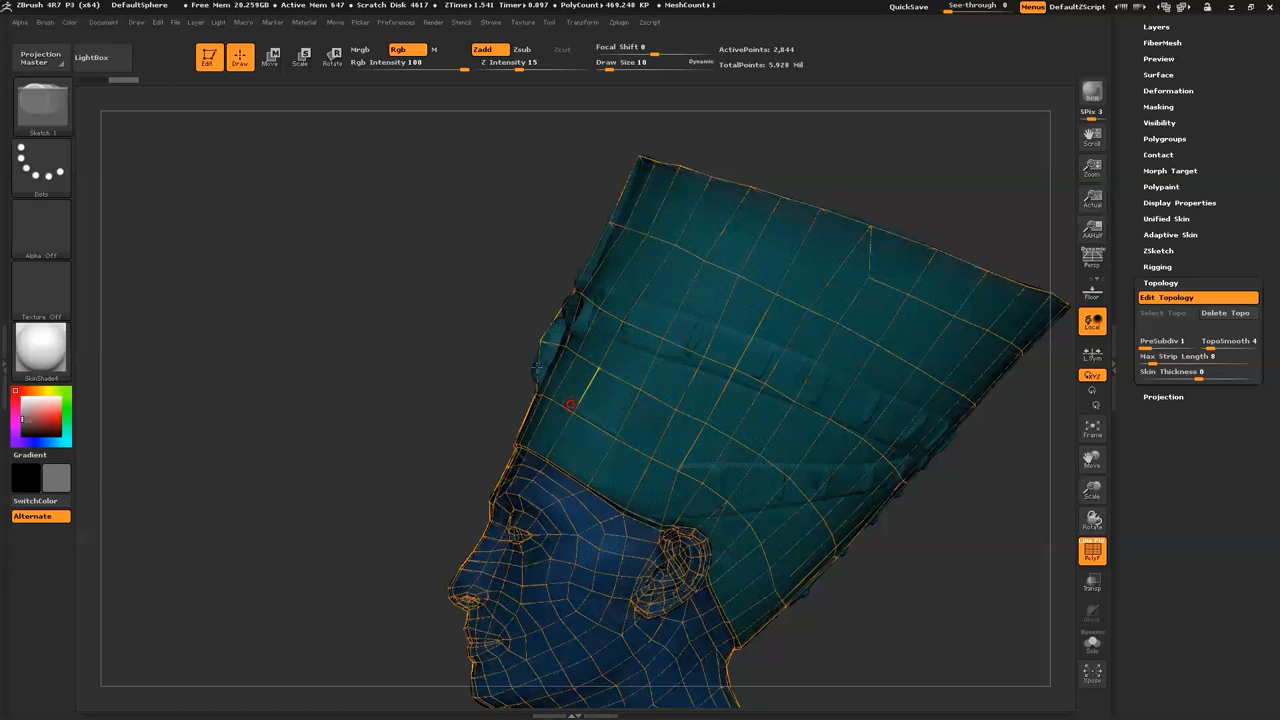 ZBrush 4R7 P3 (x64) DefaultSphere • Free Mem 20.259GB • Active Mem 647 • Scratch Disk 4617 • ZTime▸1.541 Timer▸0.097 • PolyCount▸469.248 KP • MeshCount▸1 QuickSave See-through 0 Menus DefaultZScript
Alpha Brush Color Document Draw Edit File Layer Light Macro Marker Material Movie Picker Preferences Render Stencil Stroke Texture Tool Transform Zplugin Zscript
Projection Master
LightBox
Edit
Draw
Move
Scale
Rotate
Mrgb Rgb M
Rgb Intensity 100
Zadd Zsub Zcut
Z Intensity 15
Focal Shift 0
Draw Size 10 Dynamic
ActivePoints: 2,844
TotalPoints: 5.928 Mil
Sketch 1
Dots
Alpha Off
Texture Off
SkinShade4
Gradient
SwitchColor
Alternate
BPR
SPix 3
Scroll
Zoom
Actual
AAHalf
Dynamic
Persp
Floor
Local
L.Sym
XYZ
Frame
Move
Scale
Rotate
Line Fill
PolyF
Transp
Ghost
Dynamic
Solo
Xpose
Layers
FiberMesh
Preview
Surface
Deformation
Masking
Visibility
Polygroups
Contact
Morph Target
Polypaint
Display Properties
Unified Skin
Adaptive Skin
ZSketch
Rigging
Topology
Edit Topology
Select Topo Delete Topo
PreSubdiv 1 TopoSmooth 4
Max Strip Length 8
Skin Thickness 0
Projection